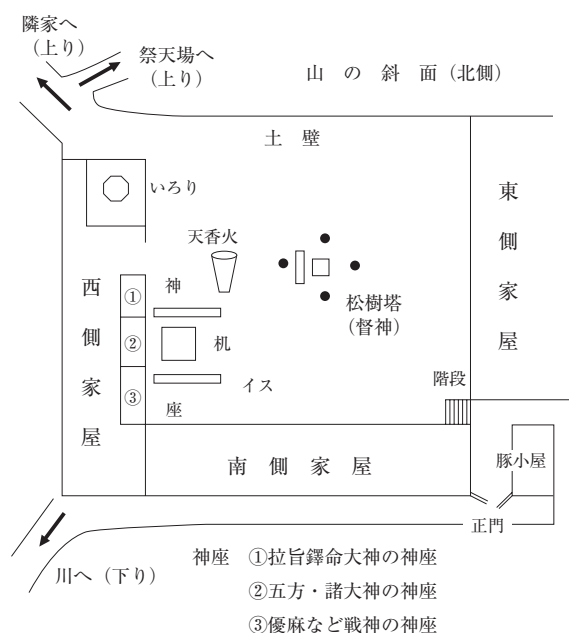 隣家へ
（上り）
祭天場へ
（上り）
山の斜面（北側）
土壁
いろり
東側家屋
天香火
松樹塔
（督神）
西側家屋
神
①
②
机
イス
③
座
階段
南側家屋
豚小屋
正門
川へ（下り）
神座　①拉旨鐸命大神の神座
②五方・諸大神の神座
③優麻など戦神の神座